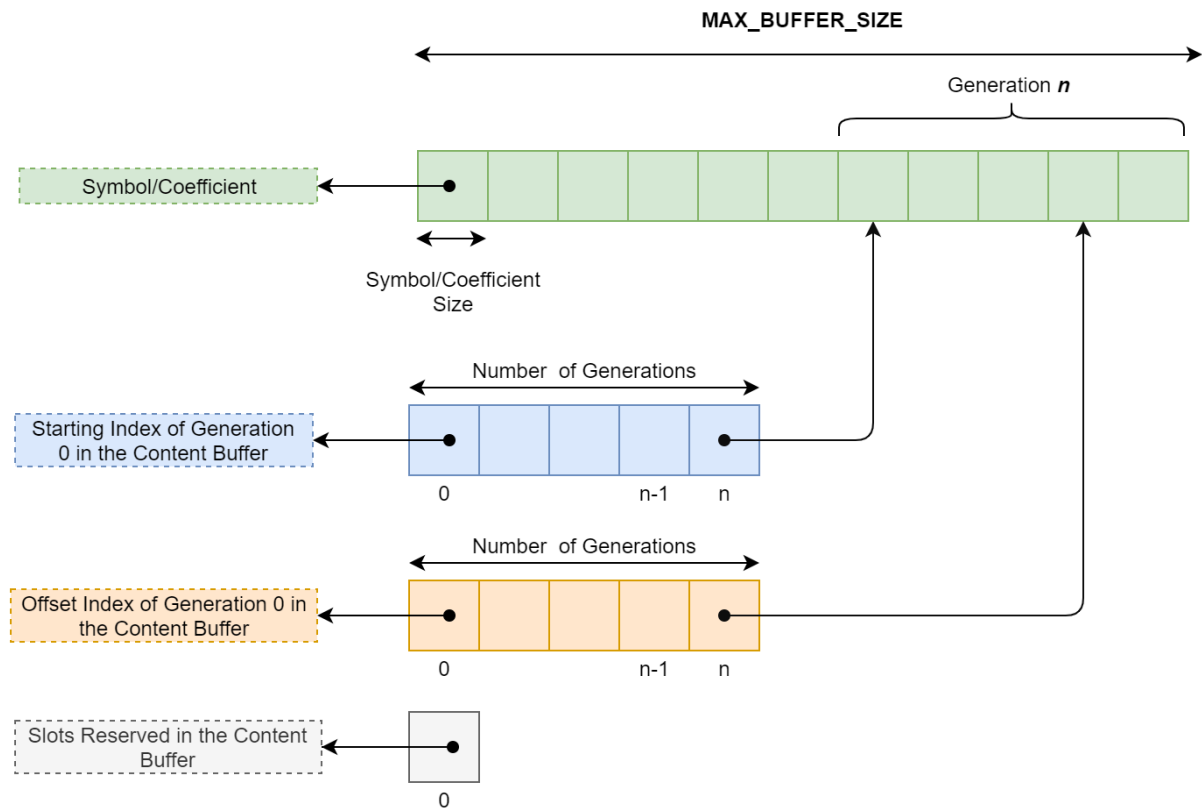 MAX_BUFFER_SIZE
Generation n
Symbol/Coefficient
Symbol/Coefficient
Size
Number of Generations
Starting Index of Generation
0 in the Content Buffer
0
n-1
n
Number of Generations
Offset Index of Generation 0 in
the Content Buffer
0
n-1
n
Slots Reserved in the Content
Buffer
0